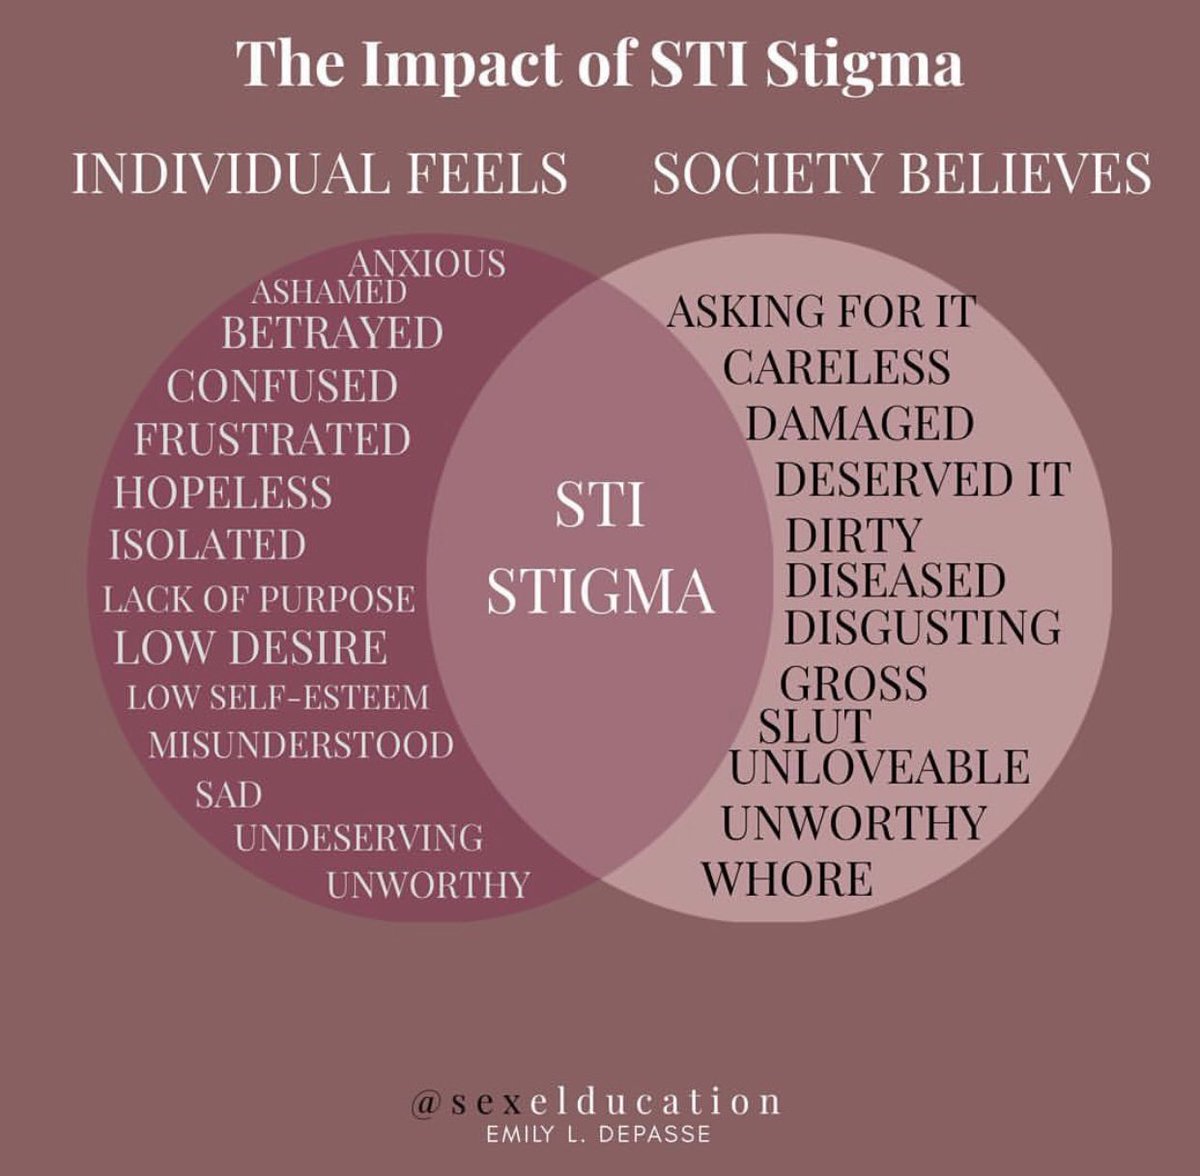 The Impact of STI Stigma
INDIVIDUAL FEELS
SOCIETY BELIEVES
ANXIOUS
ASHAMED
BETRAYED
CONFUSED
FRUSTRATED
HOPELESS
ISOLATED
LACK OF PURPOSE
LOW DESIRE
LOW SELF-ESTEEM
MISUNDERSTOOD
SAD
UNDESERVING
UNWORTHY
STI
STIGMA
ASKING FOR IT
CARELESS
DAMAGED
DESERVED IT
DIRTY
DISEASED
DISGUSTING
GROSS
SLUT
UNLOVEABLE
UNWORTHY
WHORE
@sexelducation
EMILY L. DEPASSE